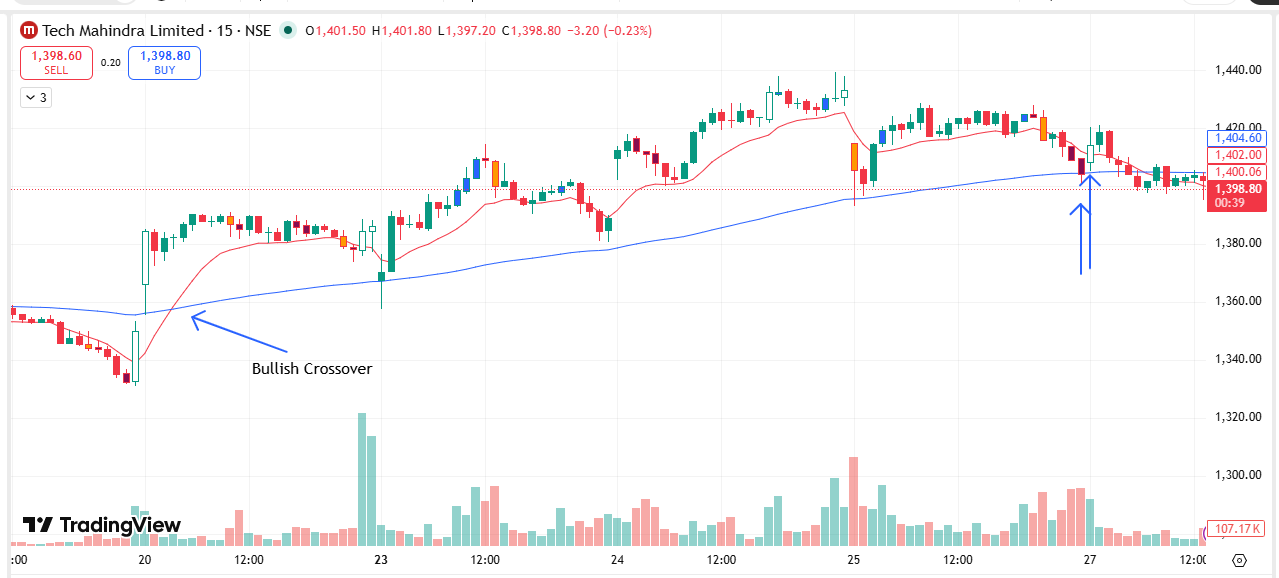 Tech Mahindra Limited · 15 · NSE O1,401.50 H1,401.80 L1,397.20 C1,398.80 −3.20 (−0.23%)
1,398.60 0.20 1,398.80
SELL BUY
3
1,440.00
1,420.00
1,404.60
1,402.00
1,400.06
1,398.80
00:39
1,380.00
1,360.00
1,340.00
Bullish Crossover
1,320.00
1,300.00
TradingView
107.17K
:00 20 12:00 23 12:00 24 12:00 25 12:00 27 12:00